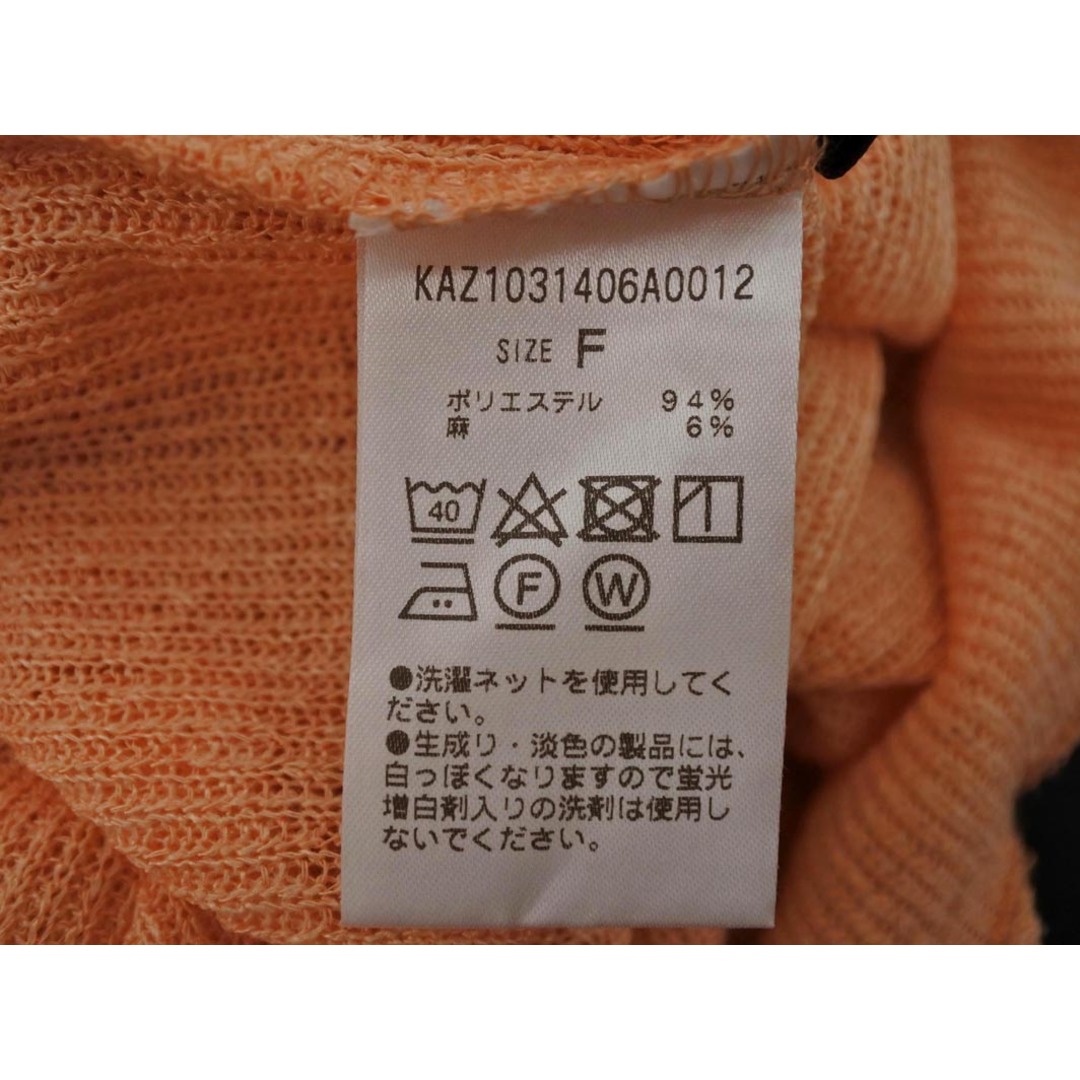 KAZ1031406A0012
SIZE F
ポリエステル 94%
麻 6%
40
F W
●洗濯ネットを使用してく
ださい。
●生成り・淡色の製品には、
白っぽくなりますので蛍光
増白剤入りの洗剤は使用し
ないでください。